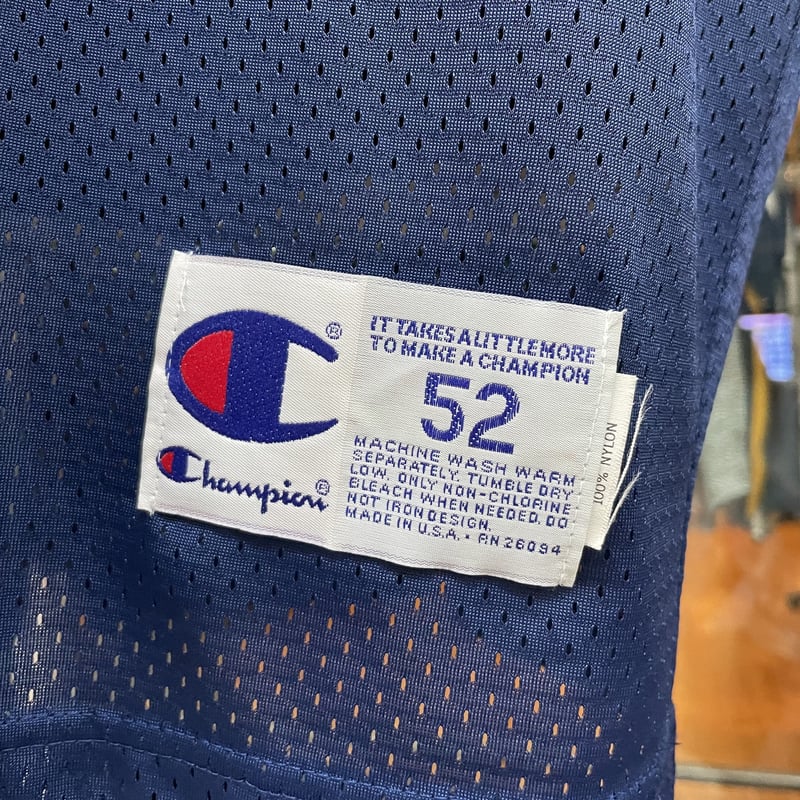 ®
Champion®
IT TAKES A LITTLE MORE
TO MAKE A CHAMPION
52
MACHINE WASH WARM
SEPARATELY. TUMBLE DRY
LOW. ONLY NON-CHLORINE
BLEACH WHEN NEEDED. DO
NOT IRON DESIGN.
MADE IN U.S.A. • RN 26094
100% NYLON